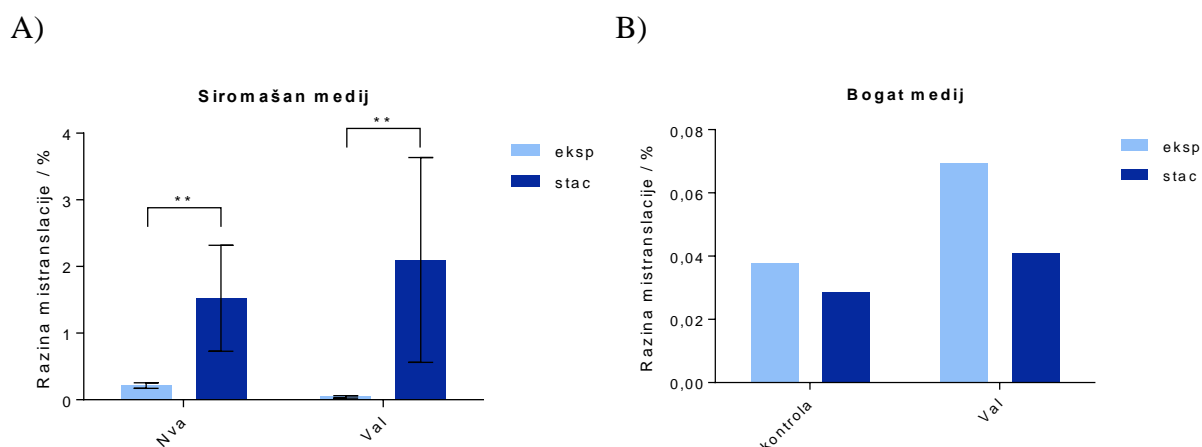 A)
B)
Siromašan medij
Razina mistranslacije / %
4
3
2
1
0
**
**
Nva
Val
eksp
stac
Bogat medij
Razina mistranslacije / %
0,08
0,06
0,04
0,02
0,00
kontrola
Val
eksp
stac